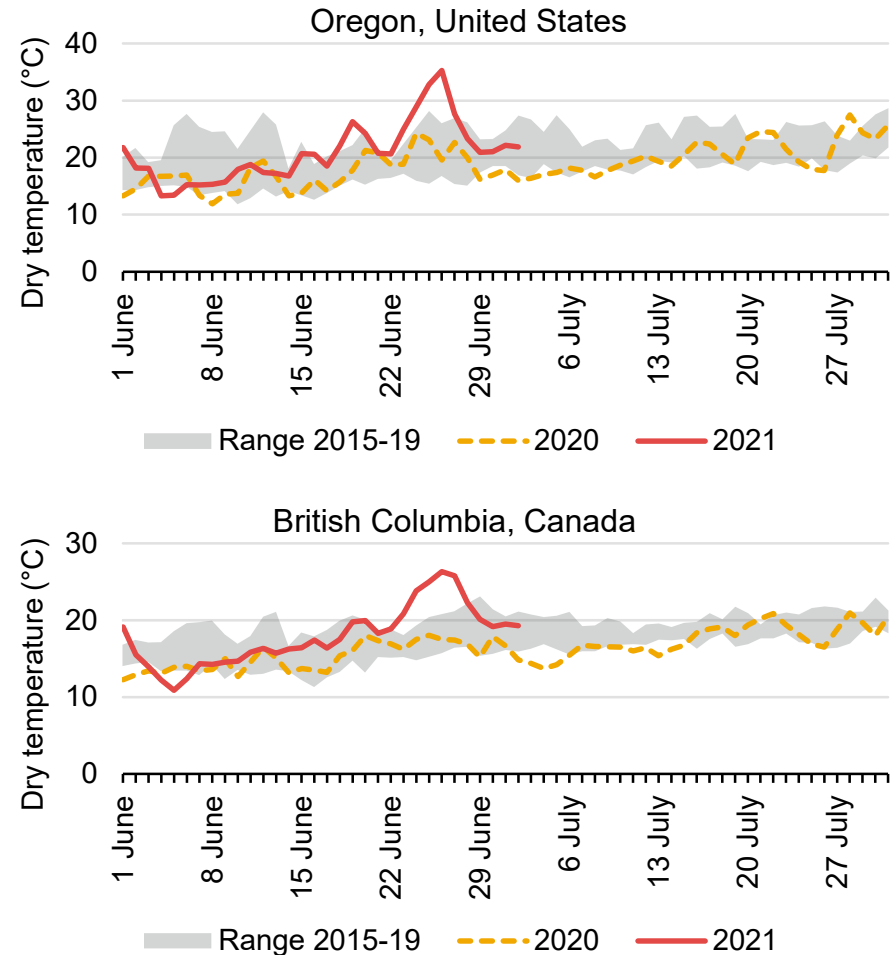 Oregon, United States
Dry temperature (°C)
40
30
20
10
0
1 June
8 June
15 June
22 June
29 June
6 July
13 July
20 July
27 July
Range 2015-19
2020
2021
British Columbia, Canada
Dry temperature (°C)
30
20
10
0
1 June
8 June
15 June
22 June
29 June
6 July
13 July
20 July
27 July
Range 2015-19
2020
2021